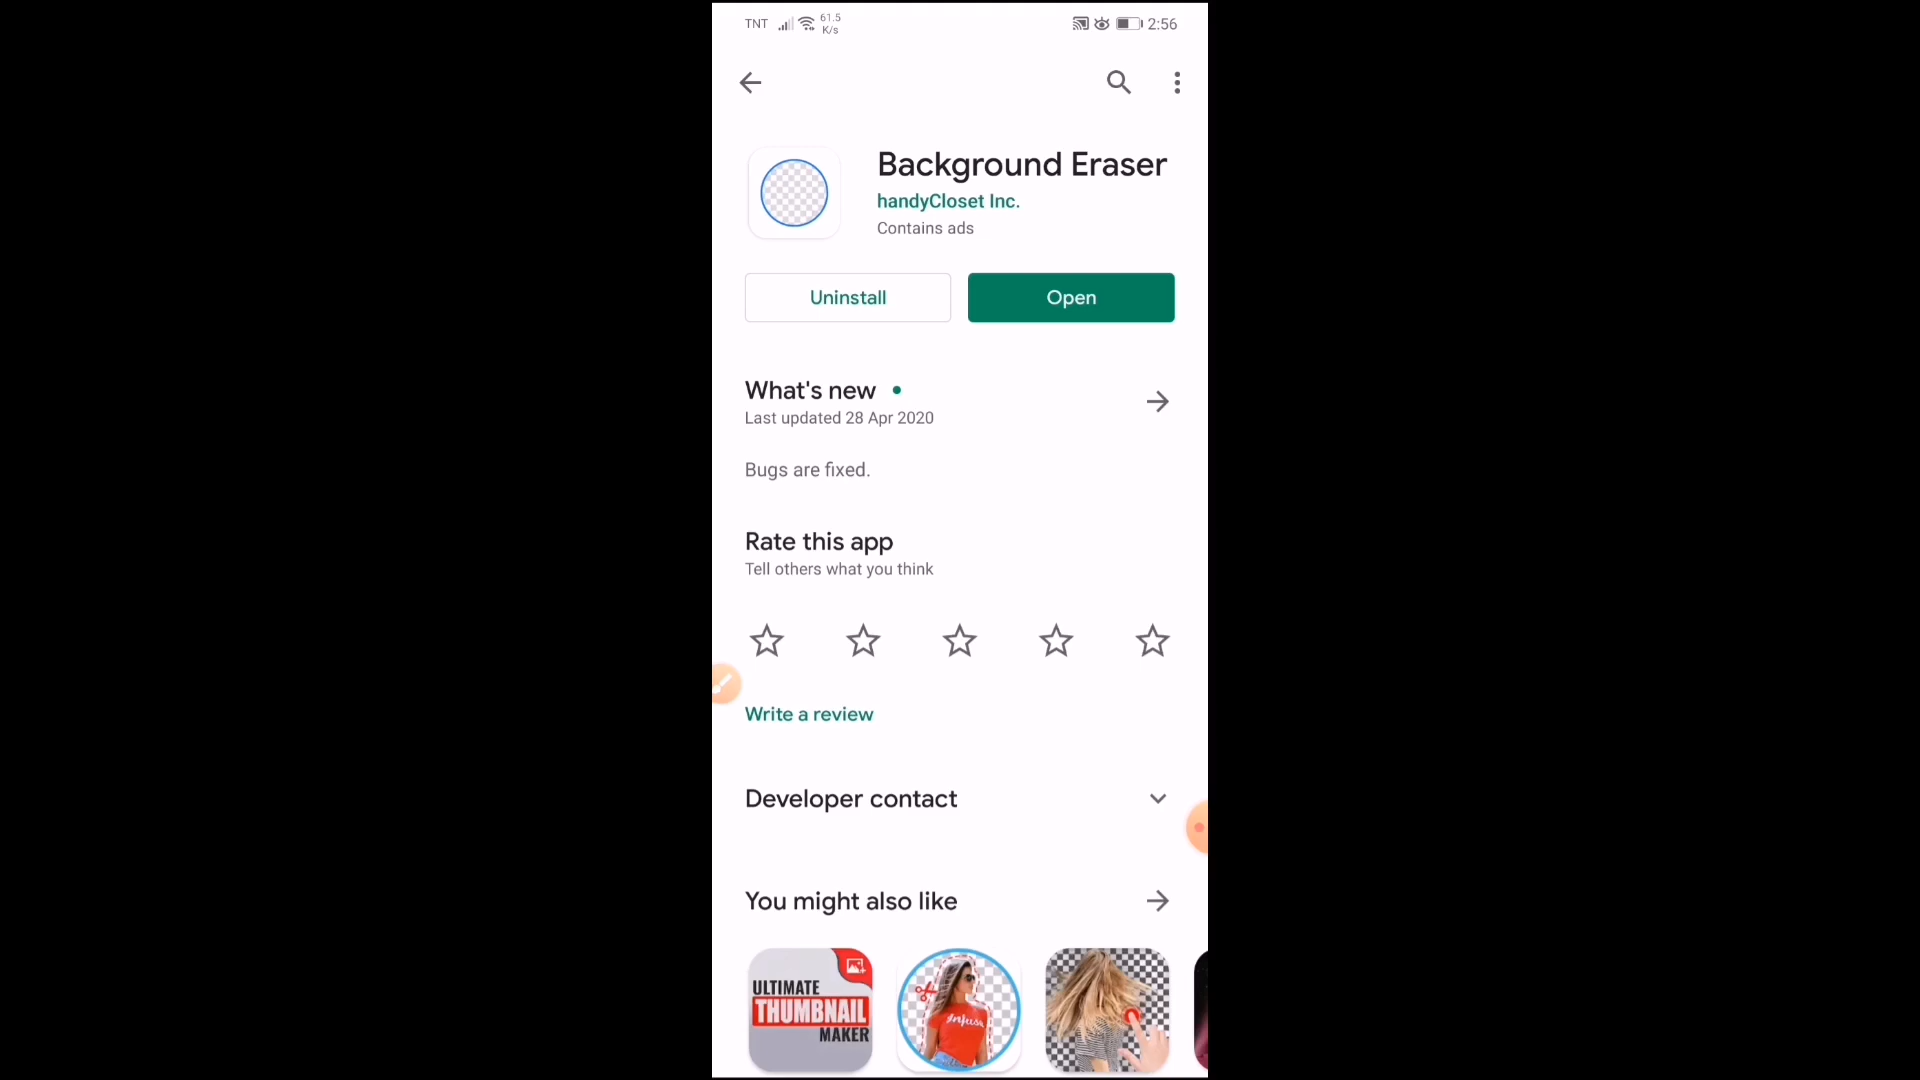 TNT 61.5 K/s 2:56
Background Eraser
handyCloset Inc.
Contains ads
Uninstall Open
What's new
Last updated 28 Apr 2020
Bugs are fixed.
Rate this app
Tell others what you think
Write a review
Developer contact
You might also like
ULTIMATE
THUMBNAIL
MAKER